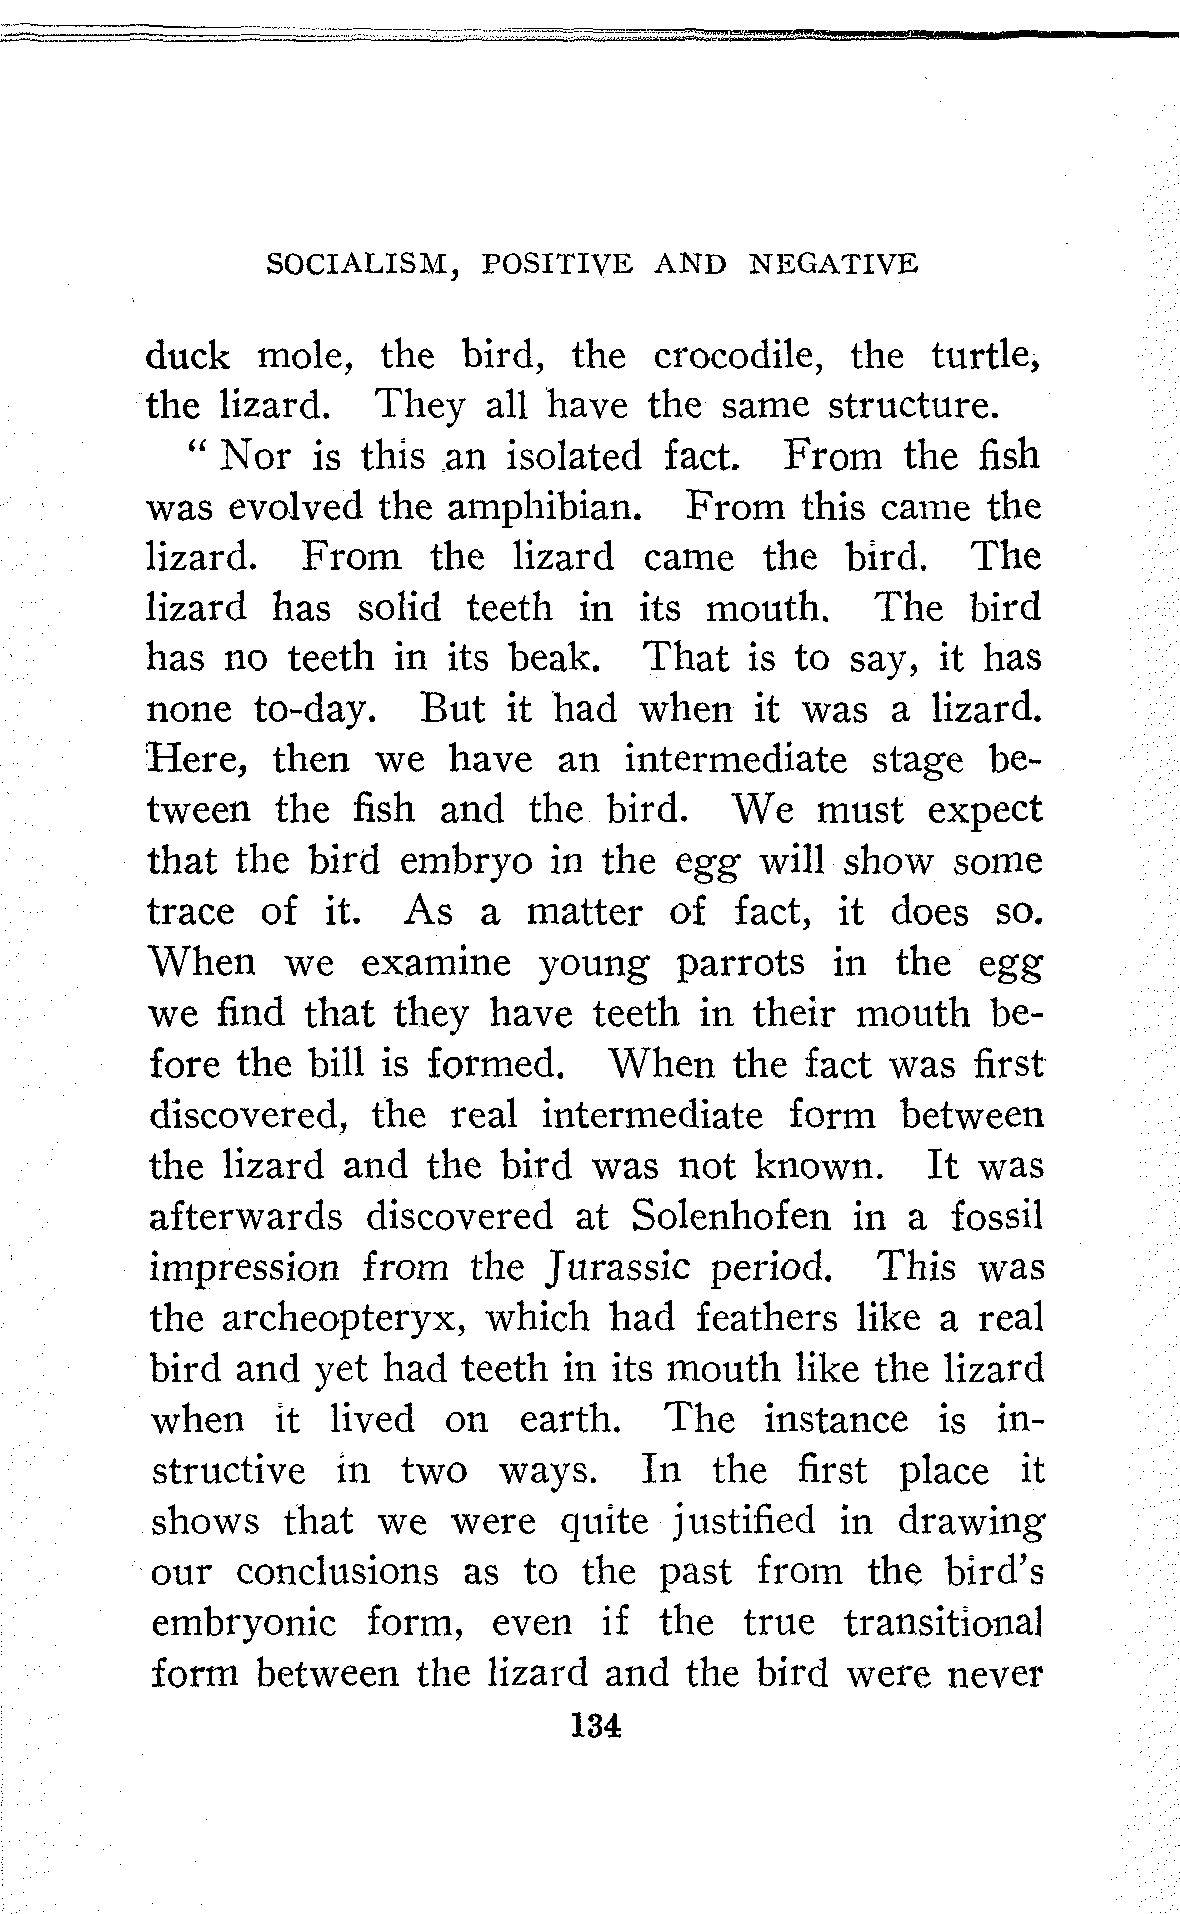 SOCIALISM, POSITIVE AND NEGATIVE
duck mole, the bird, the crocodile, the turtle,
the lizard. They all have the same structure.
“ Nor is this an isolated fact. From the fish
was evolved the amphibian. From this came the
lizard. From the lizard came the bird. The
lizard has solid teeth in its mouth. The bird
has no teeth in its beak. That is to say, it has
none to-day. But it had when it was a lizard.
Here, then we have an intermediate stage be-
tween the fish and the bird. We must expect
that the bird embryo in the egg will show some
trace of it. As a matter of fact, it does so.
When we examine young parrots in the egg
we find that they have teeth in their mouth be-
fore the bill is formed. When the fact was first
discovered, the real intermediate form between
the lizard and the bird was not known. It was
afterwards discovered at Solenhofen in a fossil
impression from the Jurassic period. This was
the archeopteryx, which had feathers like a real
bird and yet had teeth in its mouth like the lizard
when it lived on earth. The instance is in-
structive in two ways. In the first place it
shows that we were quite justified in drawing
our conclusions as to the past from the bird’s
embryonic form, even if the true transitional
form between the lizard and the bird were never
134